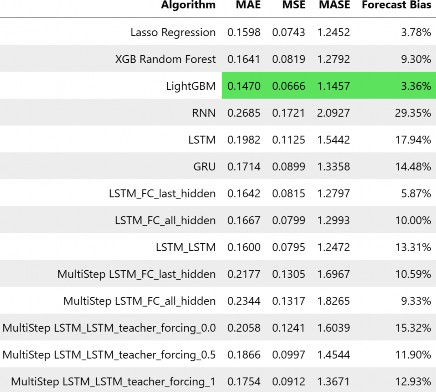 Algorithm MAE MSE MASE Forecast Bias
Lasso Regression 0.1598 0.0743 1.2452 3.78%
XGB Random Forest 0.1641 0.0819 1.2792 9.30%
LightGBM 0.1470 0.0666 1.1457 3.36%
RNN 0.2685 0.1721 2.0927 29.35%
LSTM 0.1982 0.1125 1.5442 17.94%
GRU 0.1714 0.0899 1.3358 14.48%
LSTM_FC_last_hidden 0.1642 0.0815 1.2797 5.87%
LSTM_FC_all_hidden 0.1667 0.0799 1.2993 10.00%
LSTM_LSTM 0.1600 0.0795 1.2472 13.31%
MultiStep LSTM_FC_last_hidden 0.2177 0.1305 1.6967 10.59%
MultiStep LSTM_FC_all_hidden 0.2344 0.1317 1.8265 9.33%
MultiStep LSTM_LSTM_teacher_forcing_0.0 0.2058 0.1241 1.6039 15.32%
MultiStep LSTM_LSTM_teacher_forcing_0.5 0.1866 0.0997 1.4544 11.90%
MultiStep LSTM_LSTM_teacher_forcing_1 0.1754 0.0912 1.3671 12.93%